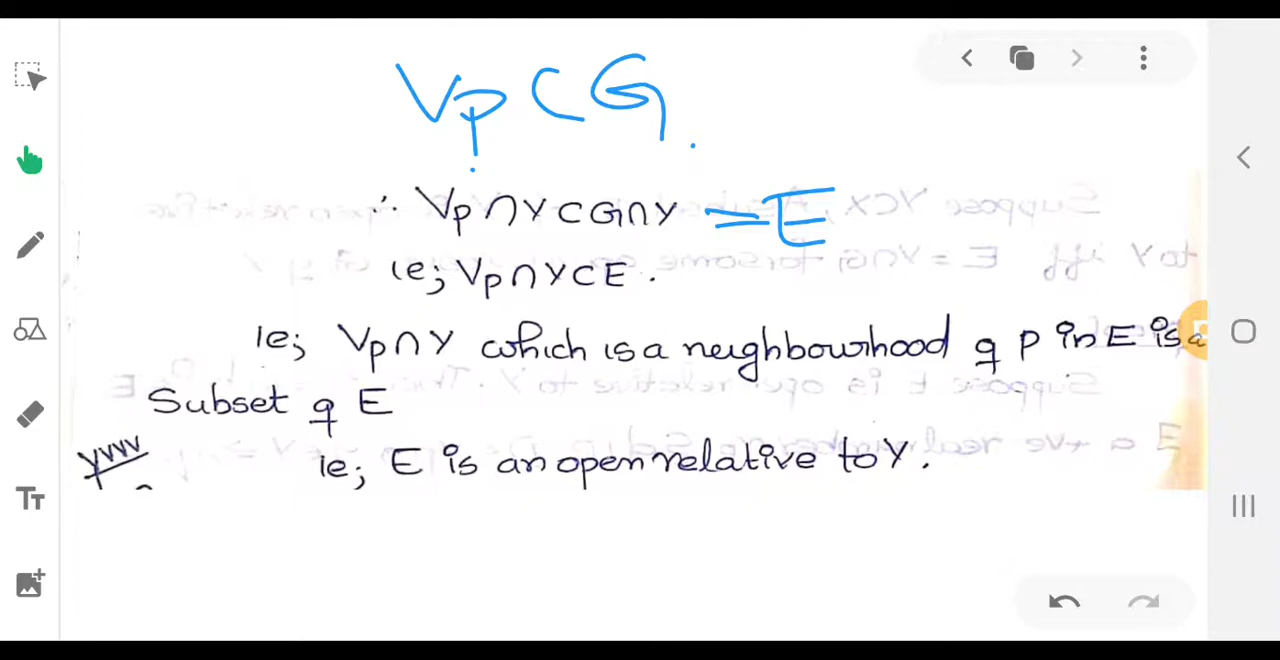 Vp ⊂ G.
∴ Vp ∩ Y ⊂ G ∩ Y = E
ie; Vp ∩ Y ⊂ E.
ie; Vp ∩ Y which is a neighbourhood of p in E is a
Subset of E
ie; E is an open relative to Y.